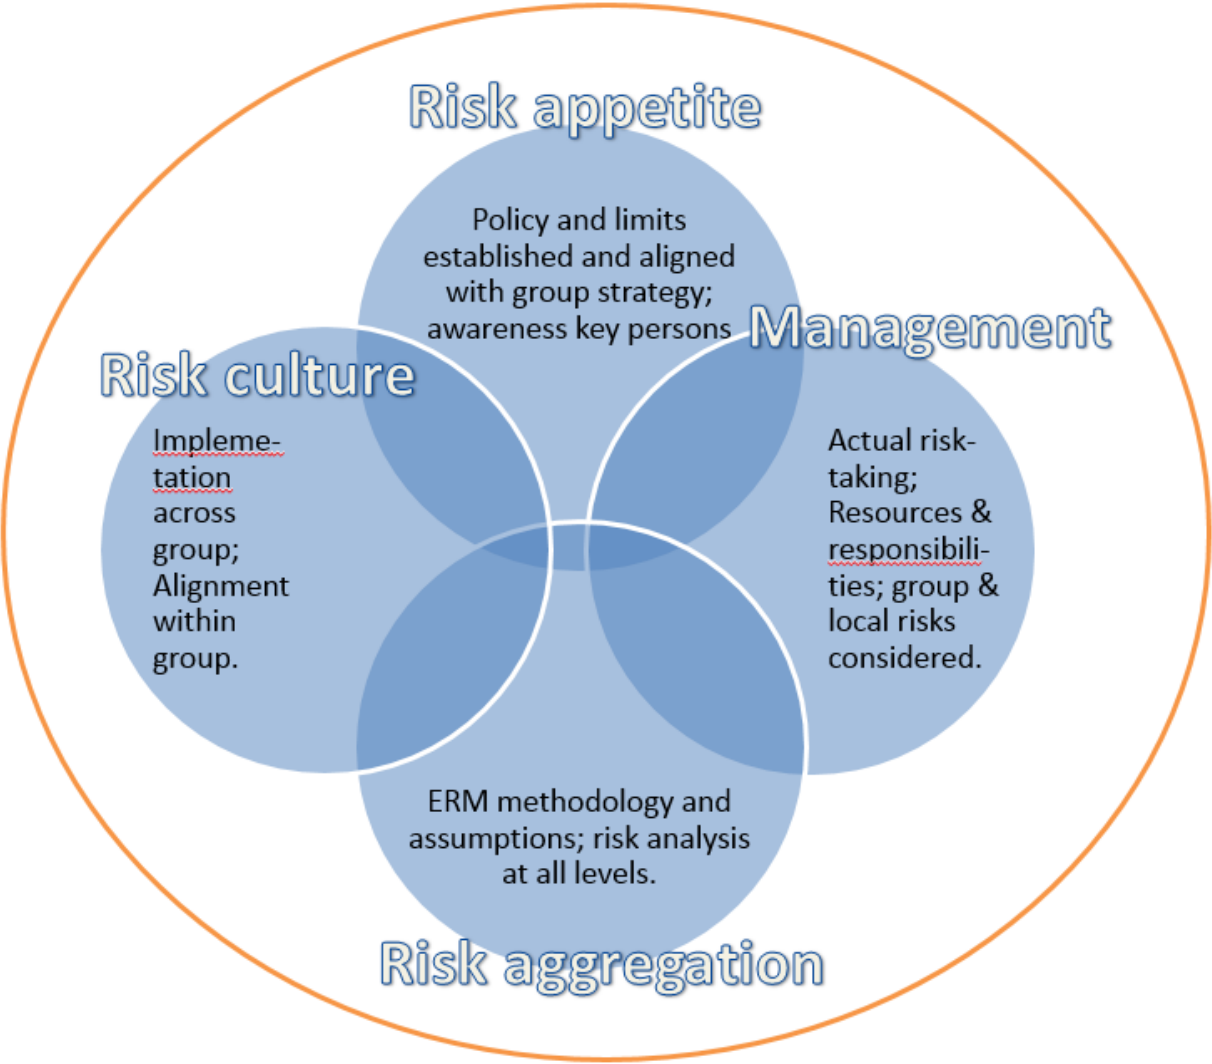 Risk appetite
Policy and limits
established and aligned
with group strategy;
awareness key persons
Management
Actual risk-
taking;
Resources &
responsibili-
ties; group &
local risks
considered.
Risk culture
Impleme-
tation
across
group;
Alignment
within
group.
ERM methodology and
assumptions; risk analysis
at all levels.
Risk aggregation